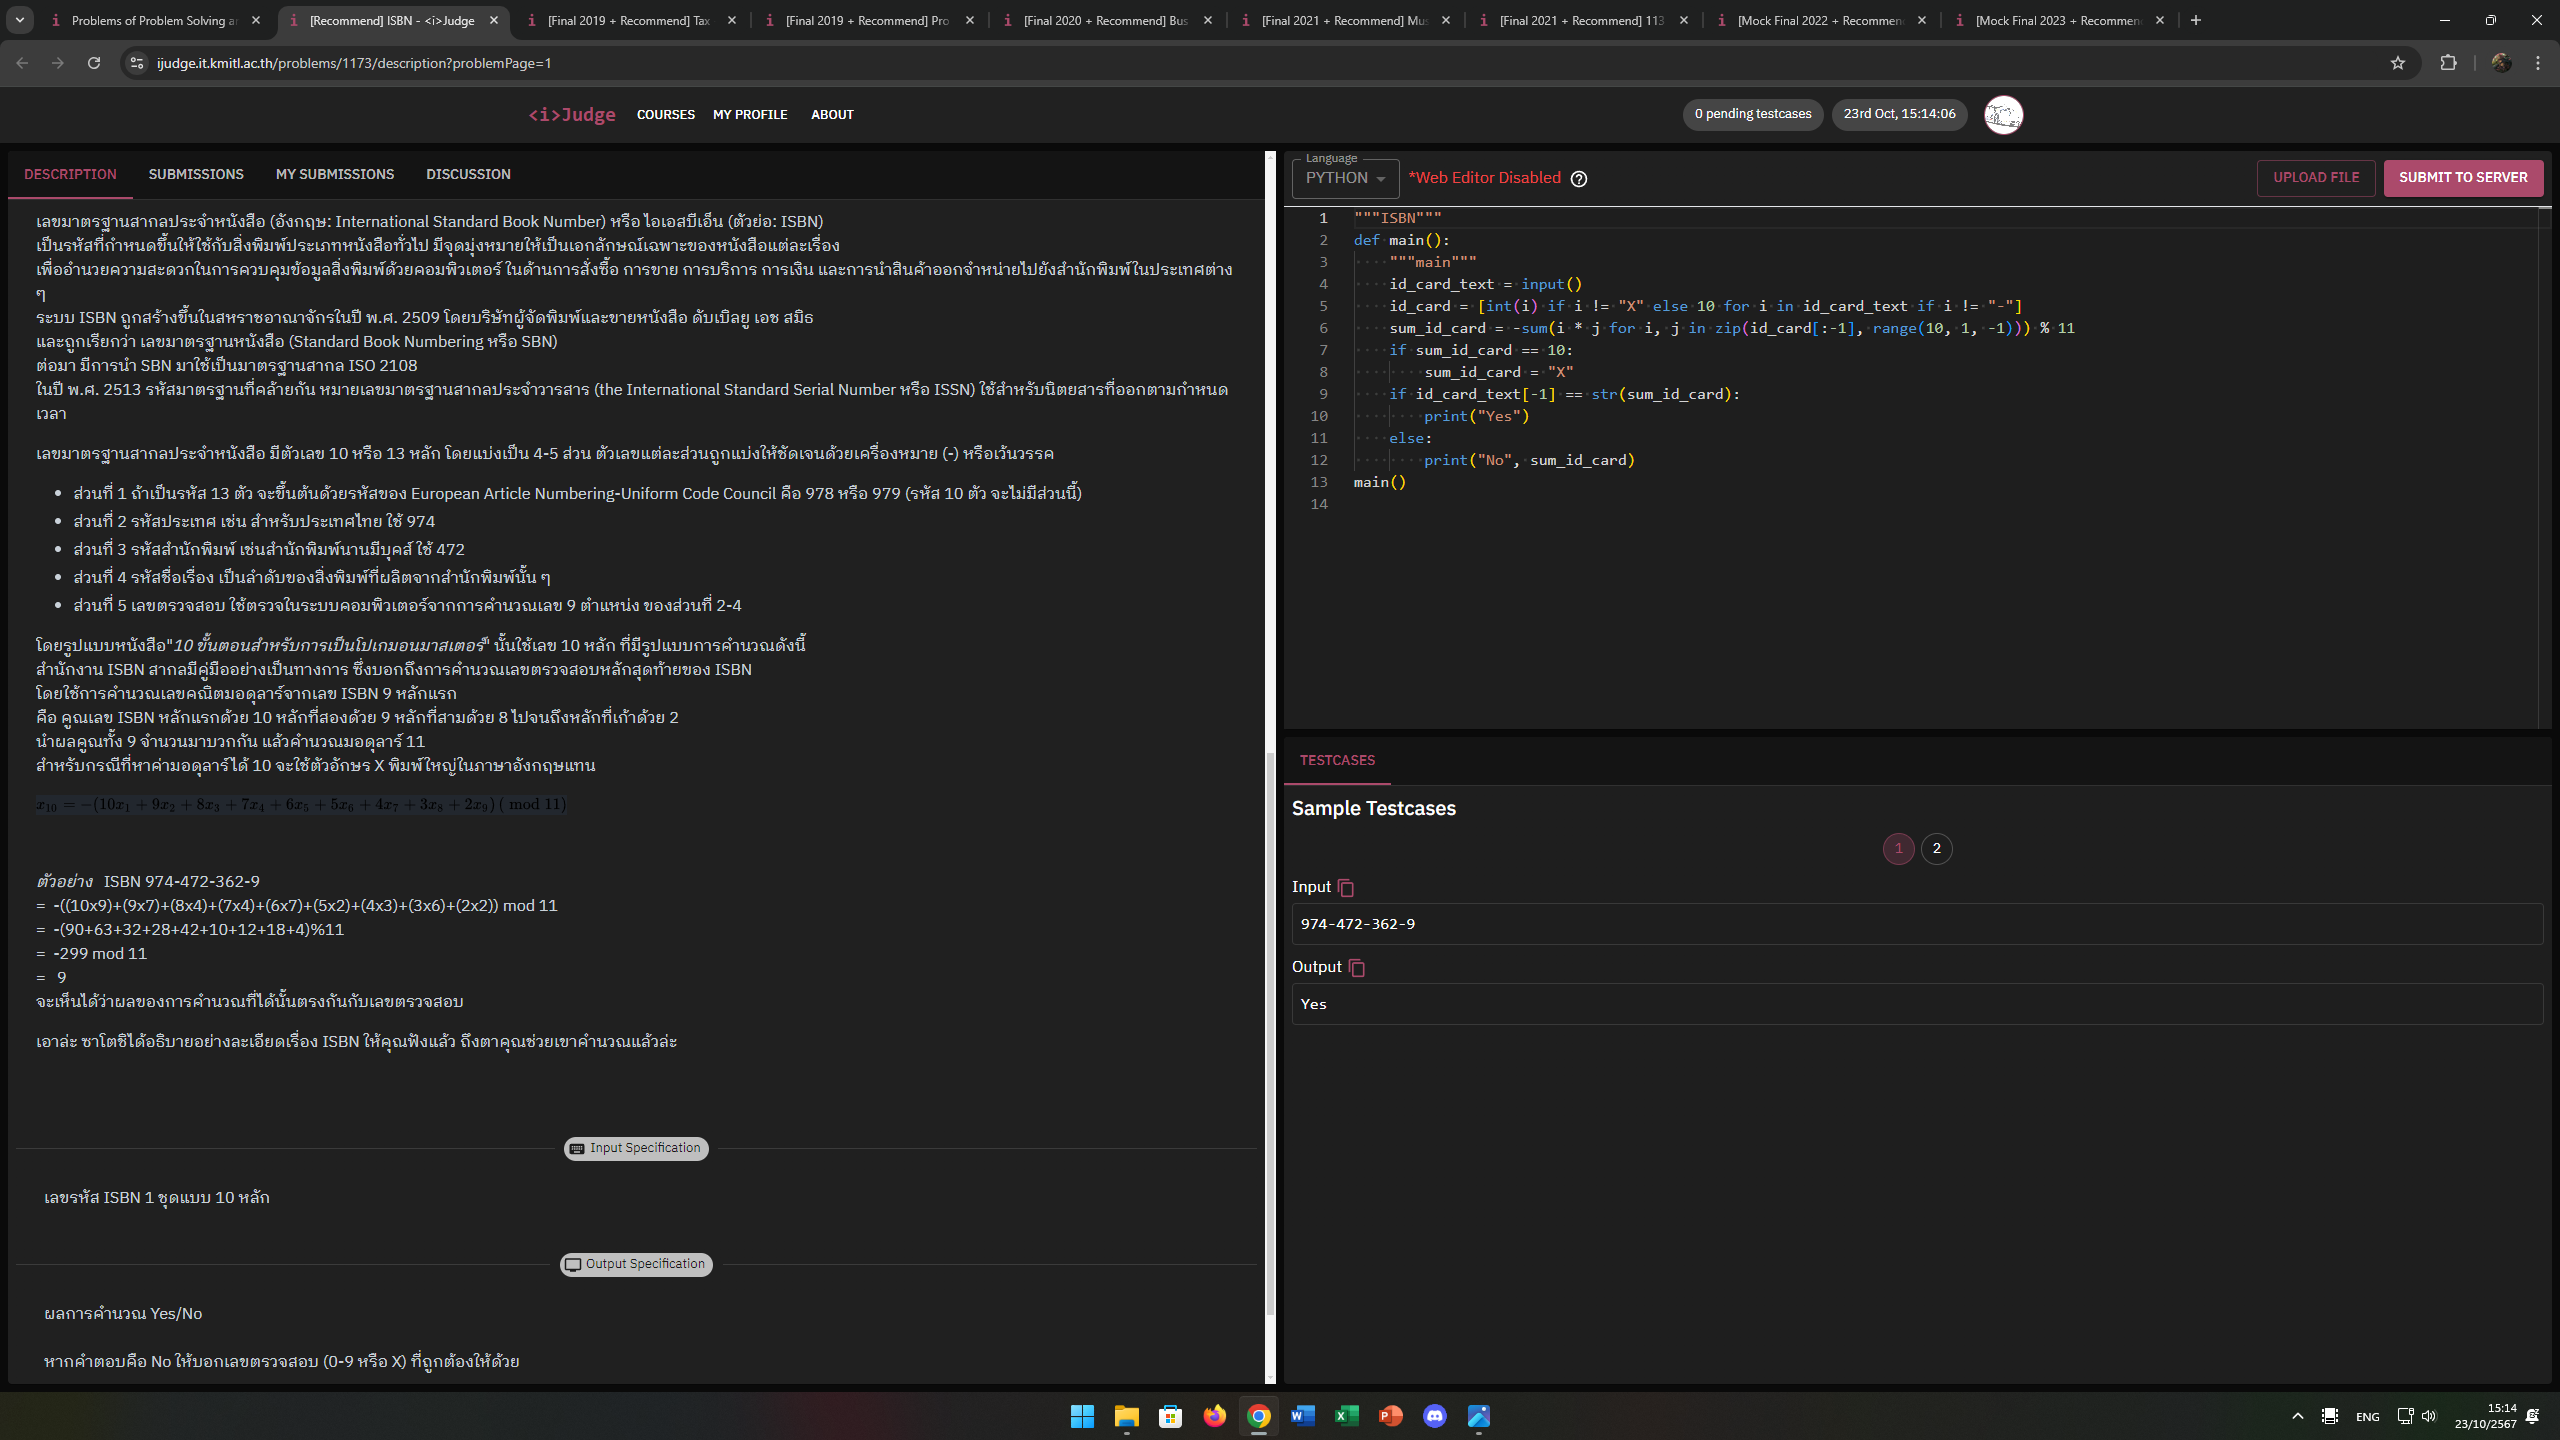 Problems of Problem Solving a
[Recommend] ISBN - <i>Judge
[Final 2019 + Recommend] Tax
[Final 2019 + Recommend] Pro
[Final 2020 + Recommend] Bus
[Final 2021 + Recommend] Mus
[Final 2021 + Recommend] 113
[Mock Final 2022 + Recommen
[Mock Final 2023 + Recommen
ijudge.it.kmitl.ac.th/problems/1173/description?problemPage=1
<i>Judge COURSES MY PROFILE ABOUT
0 pending testcases 23rd Oct, 15:14:06
DESCRIPTION SUBMISSIONS MY SUBMISSIONS DISCUSSION
เลขมาตรฐานสากลประจำหนังสือ (อังกฤษ: International Standard Book Number) หรือ ไอเอสบีเอ็น (ตัวย่อ: ISBN)
เป็นรหัสที่กำหนดขึ้นให้ใช้กับสิ่งพิมพ์ประเภทหนังสือทั่วไป มีจุดมุ่งหมายให้เป็นเอกลักษณ์เฉพาะของหนังสือแต่ละเรื่อง
เพื่ออำนวยความสะดวกในการควบคุมข้อมูลสิ่งพิมพ์ด้วยคอมพิวเตอร์ ในด้านการสั่งซื้อ การขาย การบริการ การเงิน และการนำสินค้าออกจำหน่ายไปยังสำนักพิมพ์ในประเทศต่าง
ๆ
ระบบ ISBN ถูกสร้างขึ้นในสหราชอาณาจักรในปี พ.ศ. 2509 โดยบริษัทผู้จัดพิมพ์และขายหนังสือ ดับเบิลยู เอช สมิธ
และถูกเรียกว่า เลขมาตรฐานหนังสือ (Standard Book Numbering หรือ SBN)
ต่อมา มีการนำ SBN มาใช้เป็นมาตรฐานสากล ISO 2108
ในปี พ.ศ. 2513 รหัสมาตรฐานที่คล้ายกัน หมายเลขมาตรฐานสากลประจำวารสาร (the International Standard Serial Number หรือ ISSN) ใช้สำหรับนิตยสารที่ออกตามกำหนด
เวลา
เลขมาตรฐานสากลประจำหนังสือ มีตัวเลข 10 หรือ 13 หลัก โดยแบ่งเป็น 4-5 ส่วน ตัวเลขแต่ละส่วนถูกแบ่งให้ชัดเจนด้วยเครื่องหมาย (-) หรือเว้นวรรค
• ส่วนที่ 1 ถ้าเป็นรหัส 13 ตัว จะขึ้นต้นด้วยรหัสของ European Article Numbering-Uniform Code Council คือ 978 หรือ 979 (รหัส 10 ตัว จะไม่มีส่วนนี้)
• ส่วนที่ 2 รหัสประเทศ เช่น สำหรับประเทศไทย ใช้ 974
• ส่วนที่ 3 รหัสสำนักพิมพ์ เช่นสำนักพิมพ์นานมีบุคส์ ใช้ 472
• ส่วนที่ 4 รหัสชื่อเรื่อง เป็นลำดับของสิ่งพิมพ์ที่ผลิตจากสำนักพิมพ์นั้น ๆ
• ส่วนที่ 5 เลขตรวจสอบ ใช้ตรวจในระบบคอมพิวเตอร์จากการคำนวณเลข 9 ตำแหน่ง ของส่วนที่ 2-4
โดยรูปแบบหนังสือ"10 ขั้นตอนสำหรับการเป็นโปเกมอนมาสเตอร์" นั้นใช้เลข 10 หลัก ที่มีรูปแบบการคำนวณดังนี้
สำนักงาน ISBN สากลมีคู่มืออย่างเป็นทางการ ซึ่งบอกถึงการคำนวณเลขตรวจสอบหลักสุดท้ายของ ISBN
โดยใช้การคำนวณเลขคณิตมอดุลาร์จากเลข ISBN 9 หลักแรก
คือ คูณเลข ISBN หลักแรกด้วย 10 หลักที่สองด้วย 9 หลักที่สามด้วย 8 ไปจนถึงหลักที่เก้าด้วย 2
นำผลคูณทั้ง 9 จำนวนมาบวกกัน แล้วคำนวณมอดุลาร์ 11
สำหรับกรณีที่หาค่ามอดุลาร์ได้ 10 จะใช้ตัวอักษร X พิมพ์ใหญ่ในภาษาอังกฤษแทน
x₁₀ = −(10x₁ + 9x₂ + 8x₃ + 7x₄ + 6x₅ + 5x₆ + 4x₇ + 3x₈ + 2x₉) ( mod 11)
ตัวอย่าง ISBN 974-472-362-9
= -((10x9)+(9x7)+(8x4)+(7x4)+(6x7)+(5x2)+(4x3)+(3x6)+(2x2)) mod 11
= -(90+63+32+28+42+10+12+18+4)%11
= -299 mod 11
= 9
จะเห็นได้ว่าผลของการคำนวณที่ได้นั้นตรงกันกับเลขตรวจสอบ
เอาล่ะ ซาโตชิได้อธิบายอย่างละเอียดเรื่อง ISBN ให้คุณฟังแล้ว ถึงตาคุณช่วยเขาคำนวณแล้วล่ะ
Input Specification
เลขรหัส ISBN 1 ชุดแบบ 10 หลัก
Output Specification
ผลการคำนวณ Yes/No
หากคำตอบคือ No ให้บอกเลขตรวจสอบ (0-9 หรือ X) ที่ถูกต้องให้ด้วย
Language
PYTHON *Web Editor Disabled UPLOAD FILE SUBMIT TO SERVER
1 """ISBN"""
2 def main():
3     """main"""
4     id_card_text = input()
5     id_card = [int(i) if i != "X" else 10 for i in id_card_text if i != "-"]
6     sum_id_card = -sum(i * j for i, j in zip(id_card[:-1], range(10, 1, -1))) % 11
7     if sum_id_card == 10:
8         sum_id_card = "X"
9     if id_card_text[-1] == str(sum_id_card):
10         print("Yes")
11     else:
12         print("No", sum_id_card)
13 main()
14
TESTCASES
Sample Testcases
1 2
Input
974-472-362-9
Output
Yes
ENG
15:14
23/10/2567